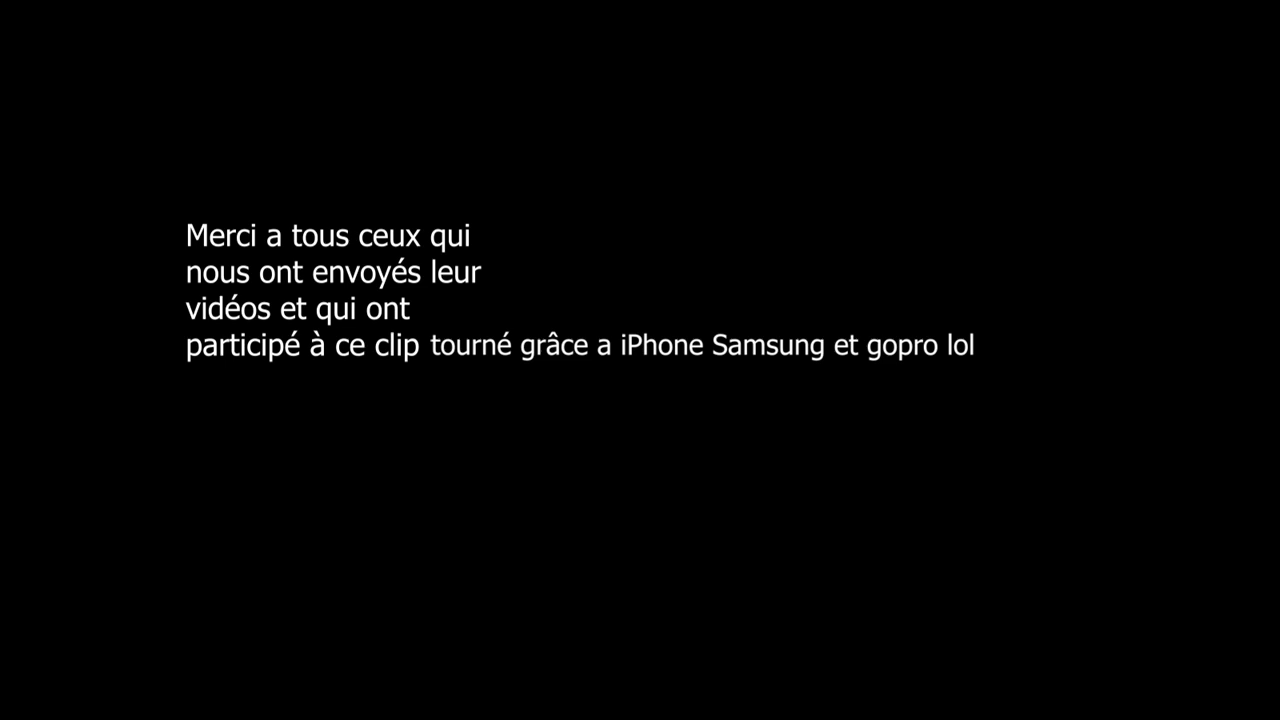 Merci a tous ceux qui
nous ont envoyés leur
vidéos et qui ont
participé à ce clip tourné grâce a iPhone Samsung et gopro lol